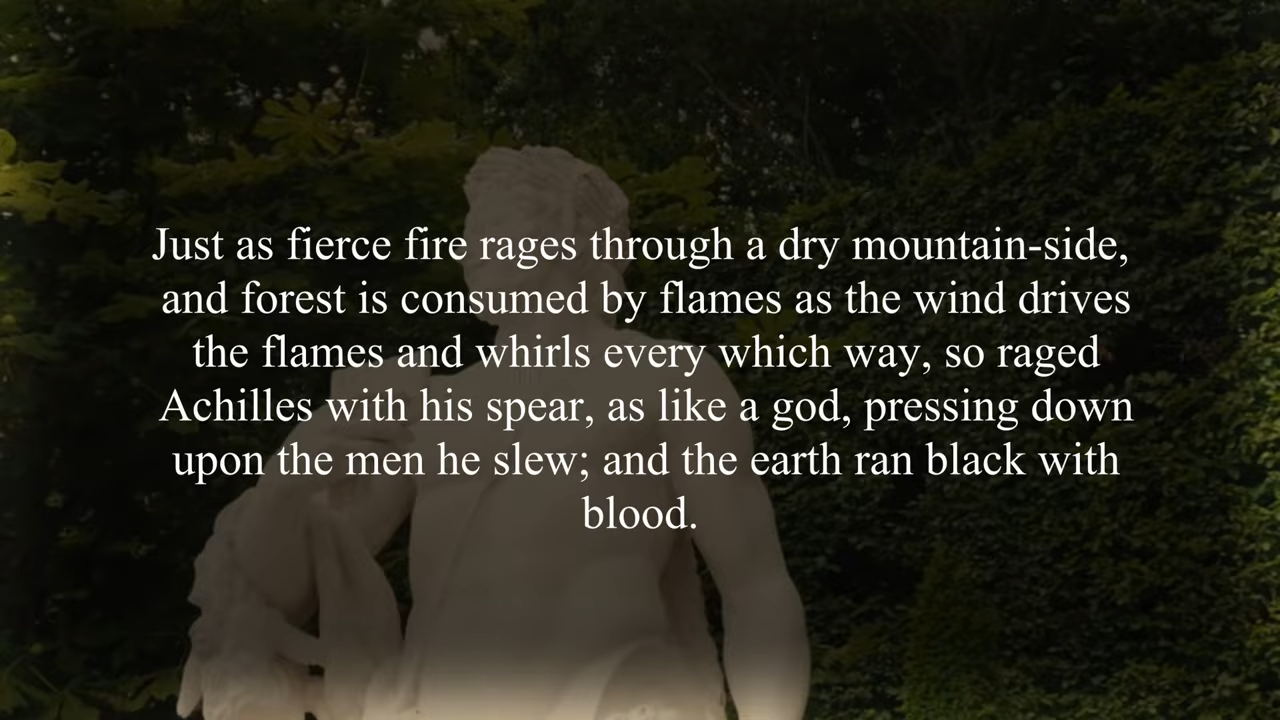 Just as fierce fire rages through a dry mountain-side,
and forest is consumed by flames as the wind drives
the flames and whirls every which way, so raged
Achilles with his spear, as like a god, pressing down
upon the men he slew; and the earth ran black with
blood.